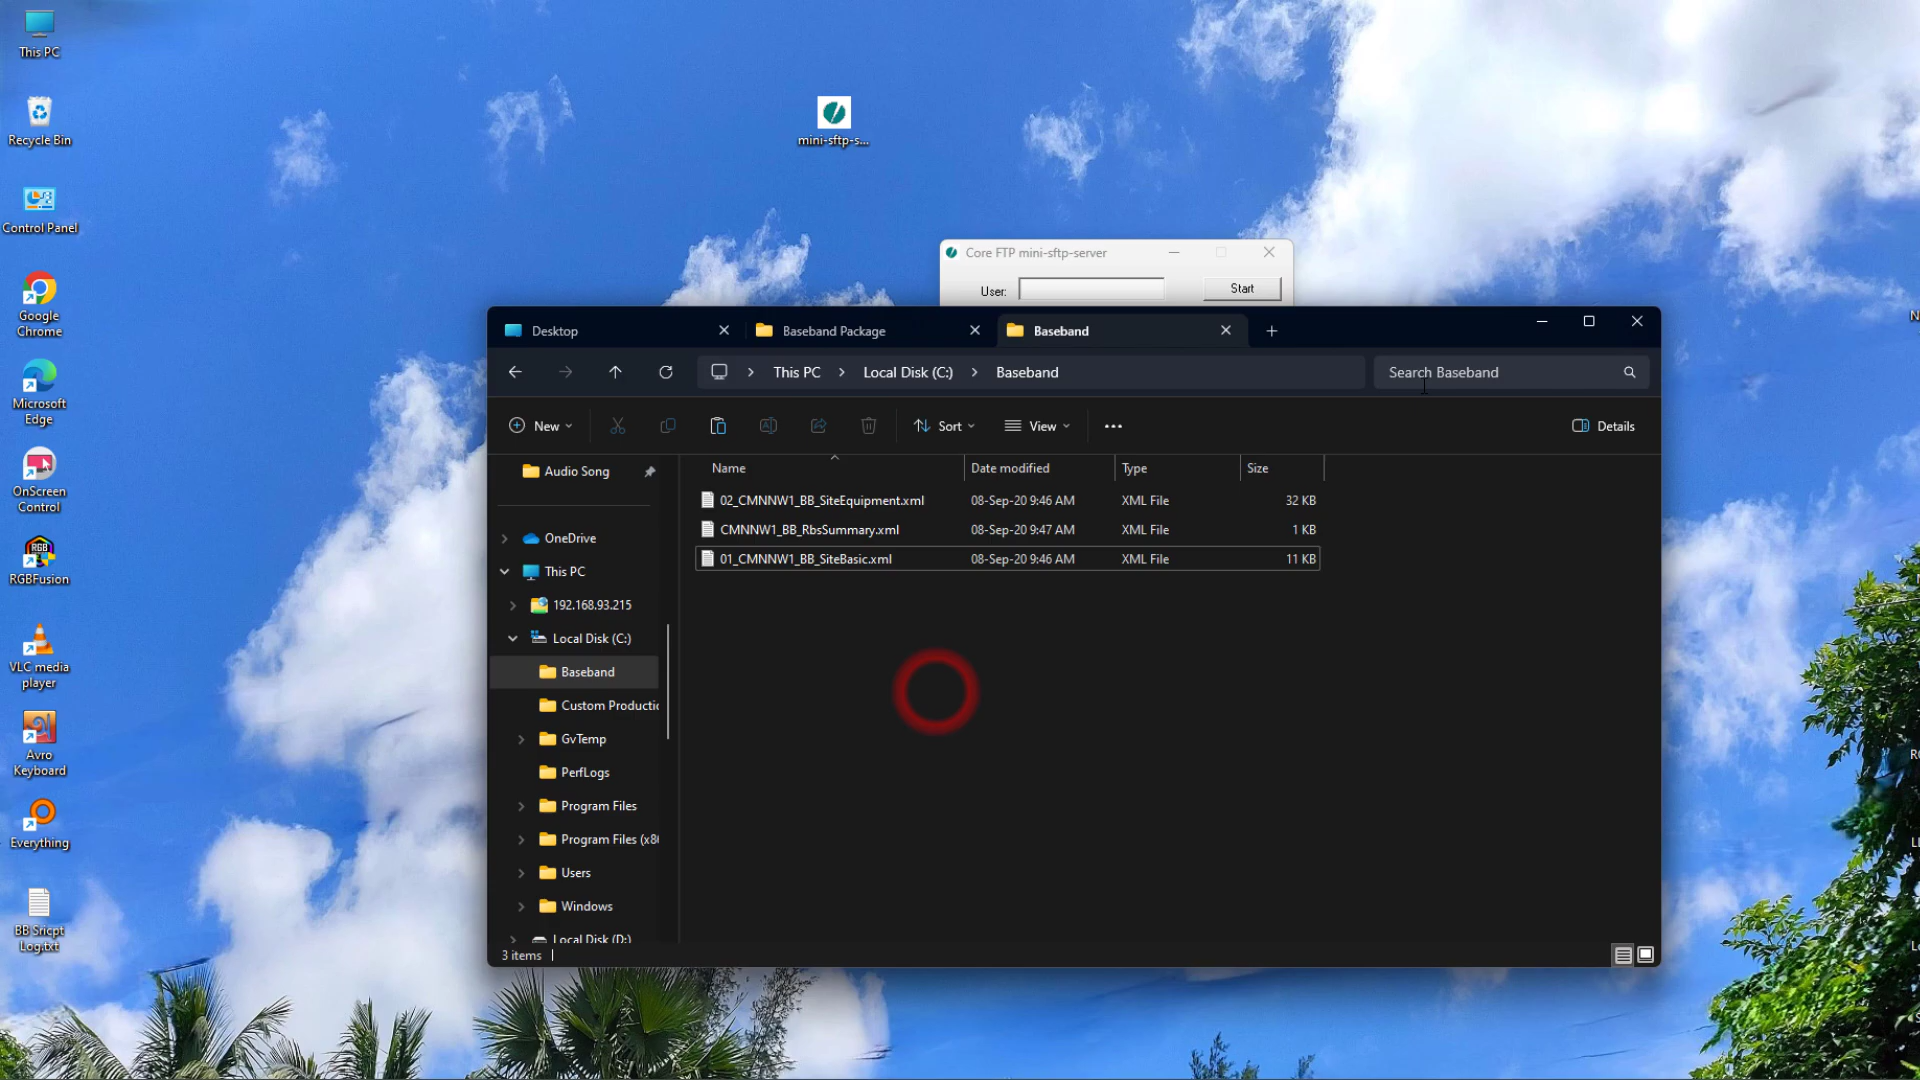 This PC
Recycle Bin
Control Panel
Google
Chrome
Microsoft
Edge
OnScreen
Control
RGB
RGBFusion
VLC media
player
Avro
Keyboard
Everything
BB Sricpt
Log.txt
mini-sftp-s...
Core FTP mini-sftp-server
User:
Start
Desktop
Baseband Package
Baseband
This PC
Local Disk (C:)
Baseband
Search Baseband
New
Sort
View
Details
Audio Song
OneDrive
This PC
192.168.93.215
Local Disk (C:)
Baseband
Custom Productio
GvTemp
PerfLogs
Program Files
Program Files (x86
Users
Windows
Local Disk (D:)
Name Date modified Type Size
02_CMNNW1_BB_SiteEquipment.xml 08-Sep-20 9:46 AM XML File 32 KB
CMNNW1_BB_RbsSummary.xml 08-Sep-20 9:47 AM XML File 1 KB
01_CMNNW1_BB_SiteBasic.xml 08-Sep-20 9:46 AM XML File 11 KB
3 items